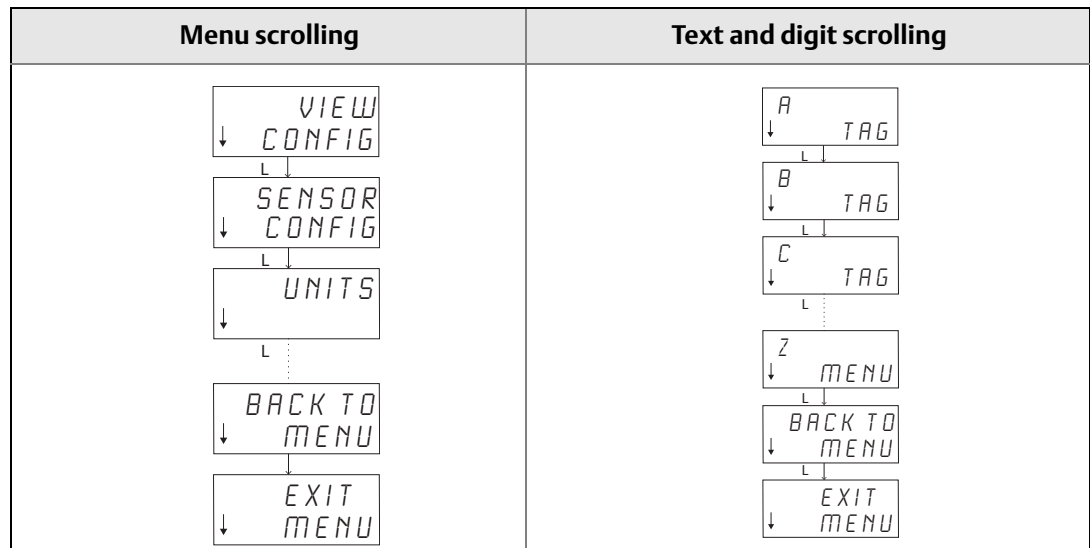 Menu scrolling
Text and digit scrolling
VIEW
CONFIG
L
SENSOR
CONFIG
L
UNITS
L
BACK TO
MENU
EXIT
MENU
A
TAG
L
B
TAG
L
C
TAG
L
Z
MENU
L
BACK TO
MENU
L
EXIT
MENU